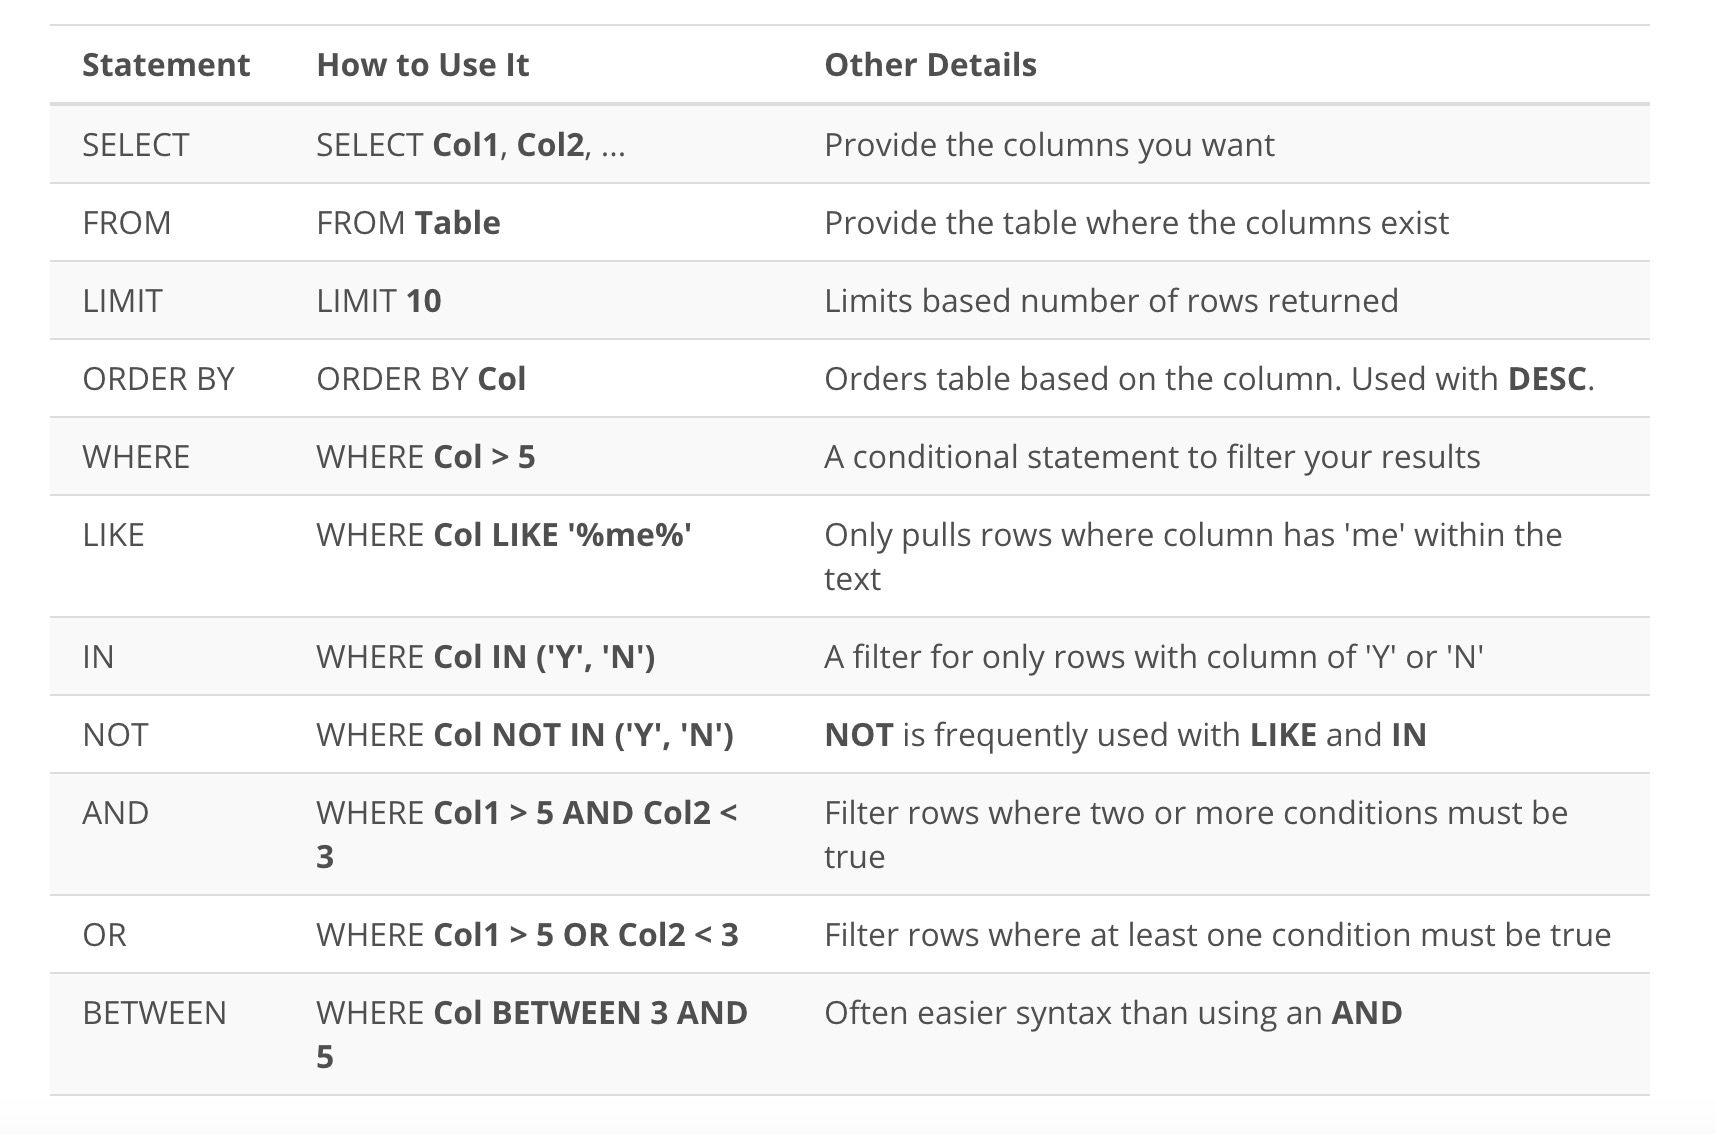 Statement How to Use It Other Details
SELECT SELECT Col1, Col2, ... Provide the columns you want
FROM FROM Table Provide the table where the columns exist
LIMIT LIMIT 10 Limits based number of rows returned
ORDER BY ORDER BY Col Orders table based on the column. Used with DESC.
WHERE WHERE Col > 5 A conditional statement to filter your results
LIKE WHERE Col LIKE '%me%' Only pulls rows where column has 'me' within the
text
IN WHERE Col IN ('Y', 'N') A filter for only rows with column of 'Y' or 'N'
NOT WHERE Col NOT IN ('Y', 'N') NOT is frequently used with LIKE and IN
AND WHERE Col1 > 5 AND Col2 < Filter rows where two or more conditions must be
3 true
OR WHERE Col1 > 5 OR Col2 < 3 Filter rows where at least one condition must be true
BETWEEN WHERE Col BETWEEN 3 AND Often easier syntax than using an AND
5